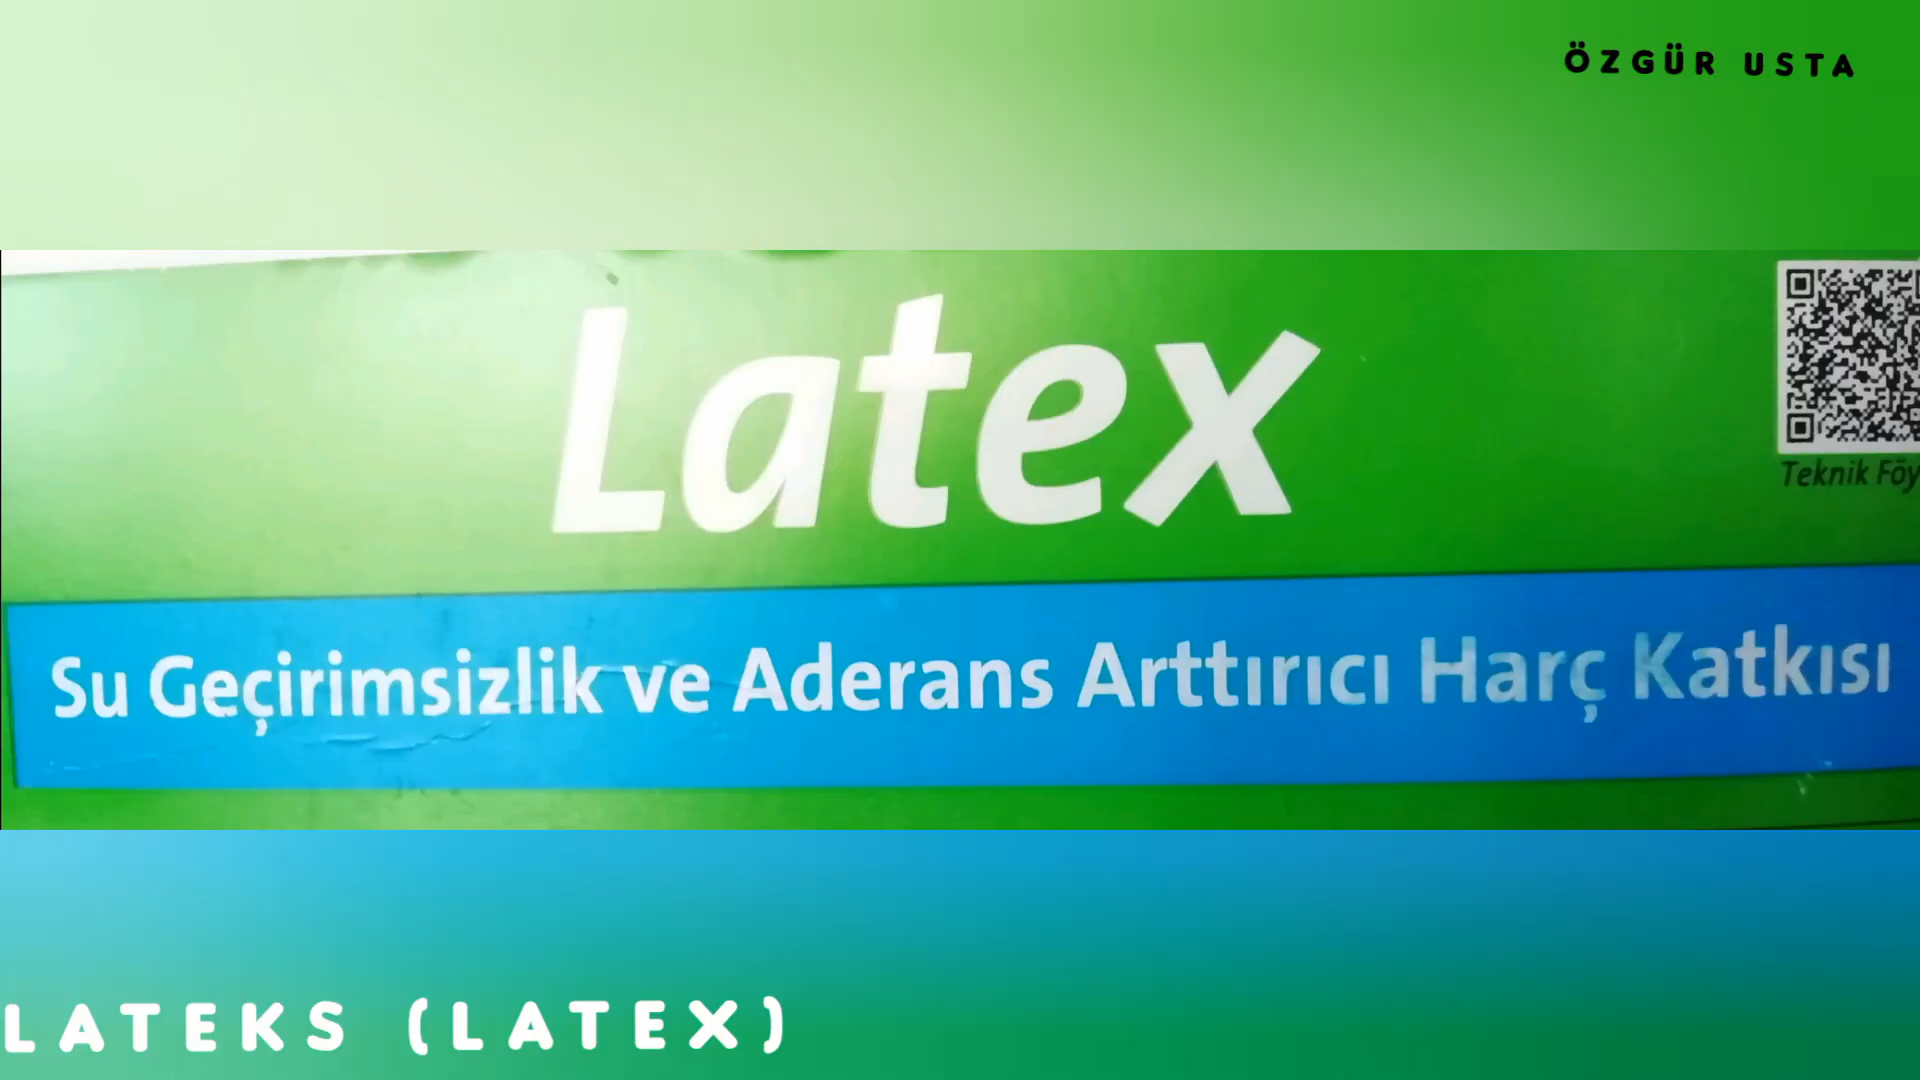 ÖZGÜR USTA
Latex
Teknik Föy
Su Geçirimsizlik ve Aderans Arttırıcı Harç Katkısı
LATEKS (LATEX)